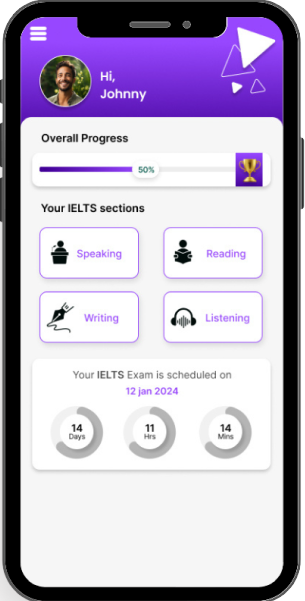 Hi,
Johnny
Overall Progress
50%
Your IELTS sections
Speaking
Reading
Writing
Listening
Your IELTS Exam is scheduled on
12 jan 2024
14
Days
11
Hrs
14
Mins